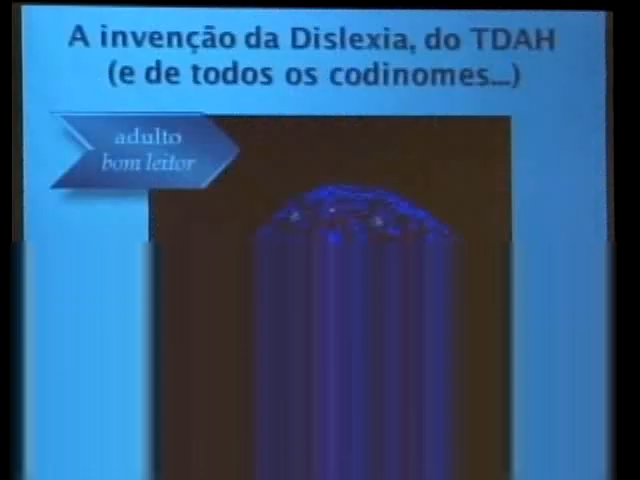 A invenção da Dislexia, do TDAH
(e de todos os codinomes...)
adulto
bom leitor